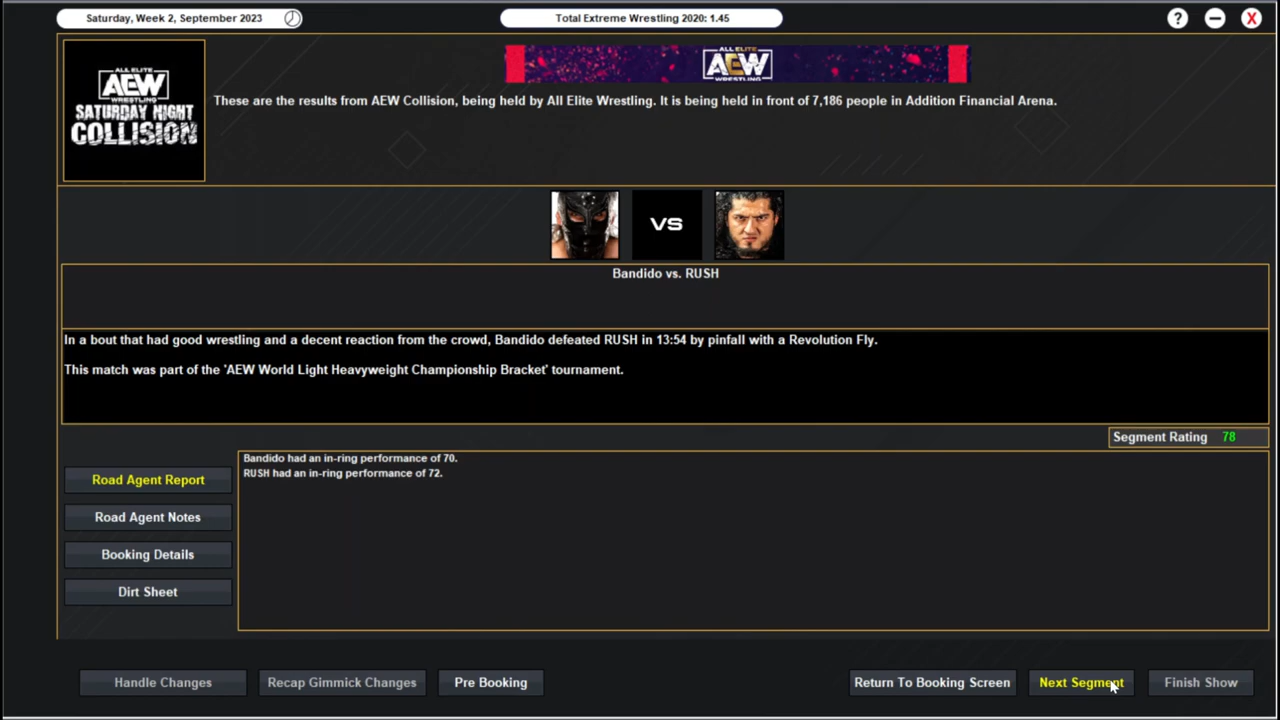 Saturday, Week 2, September 2023
Total Extreme Wrestling 2020: 1.45
?
X
ALL ELITE
AEW
WRESTLING
SATURDAY NIGHT
COLLISION
ALL ELITE
AEW
WRESTLING
These are the results from AEW Collision, being held by All Elite Wrestling. It is being held in front of 7,186 people in Addition Financial Arena.
VS
Bandido vs. RUSH
In a bout that had good wrestling and a decent reaction from the crowd, Bandido defeated RUSH in 13:54 by pinfall with a Revolution Fly.
This match was part of the 'AEW World Light Heavyweight Championship Bracket' tournament.
Segment Rating 78
Road Agent Report
Road Agent Notes
Booking Details
Dirt Sheet
Bandido had an in-ring performance of 70.
RUSH had an in-ring performance of 72.
Handle Changes
Recap Gimmick Changes
Pre Booking
Return To Booking Screen
Next Segment
Finish Show